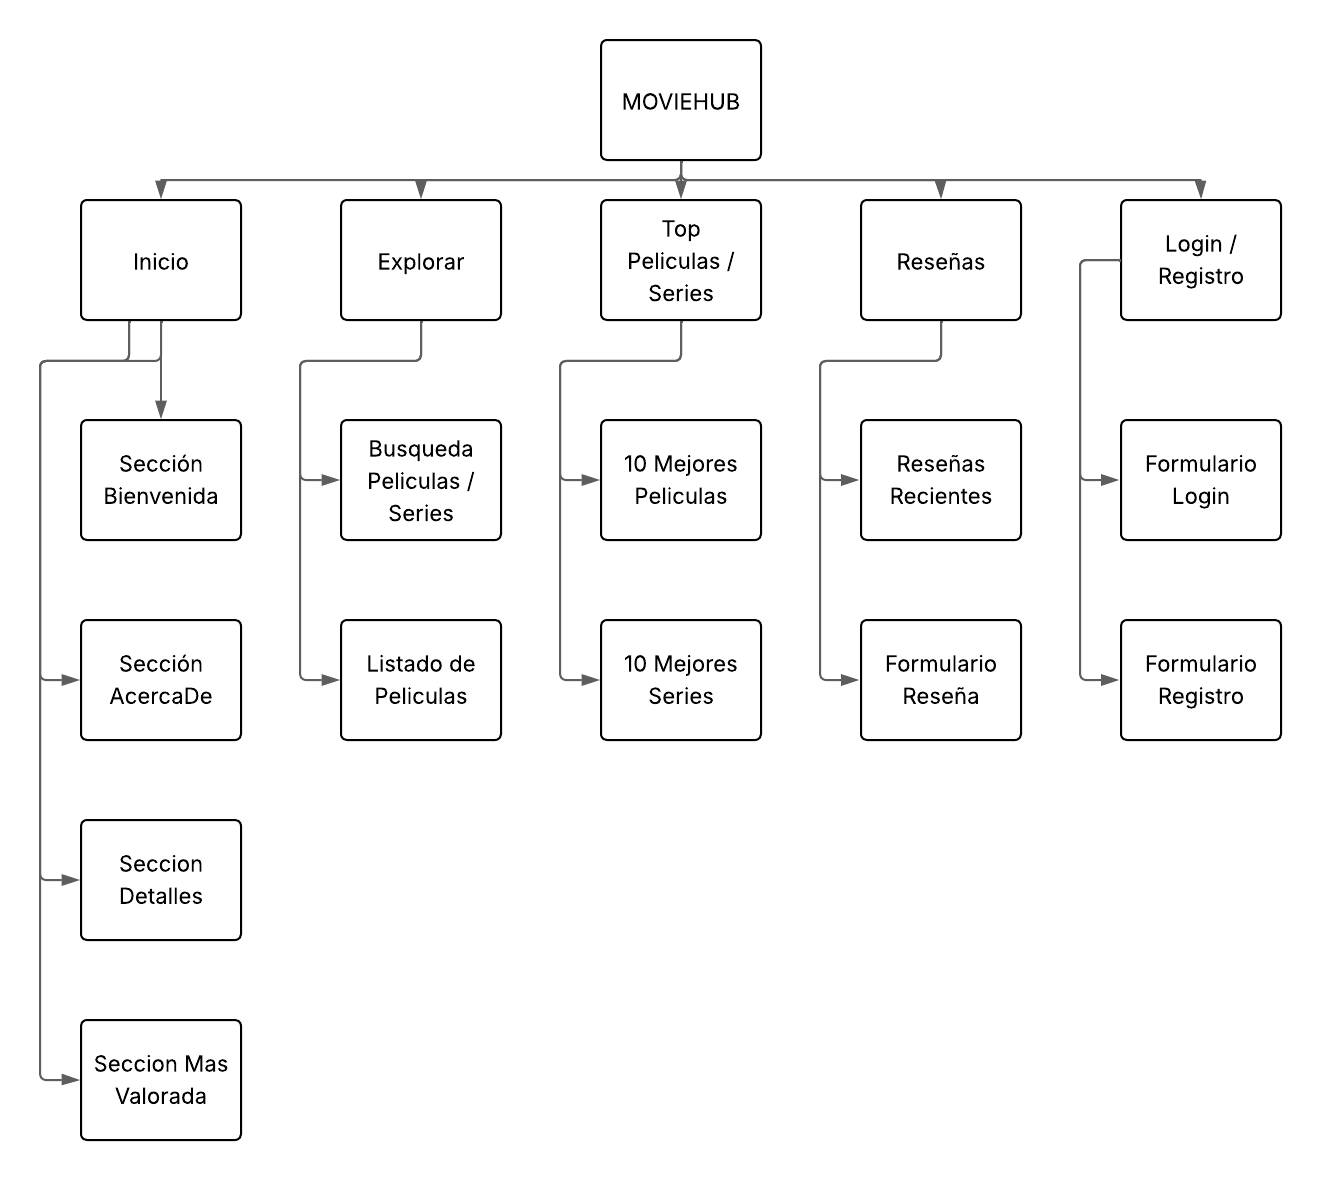 MOVIEHUB
Inicio
Explorar
Top
Peliculas /
Series
Reseñas
Login /
Registro
Sección
Bienvenida
Busqueda
Peliculas /
Series
10 Mejores
Peliculas
Reseñas
Recientes
Formulario
Login
Sección
AcercaDe
Listado de
Peliculas
10 Mejores
Series
Formulario
Reseña
Formulario
Registro
Seccion
Detalles
Seccion Mas
Valorada